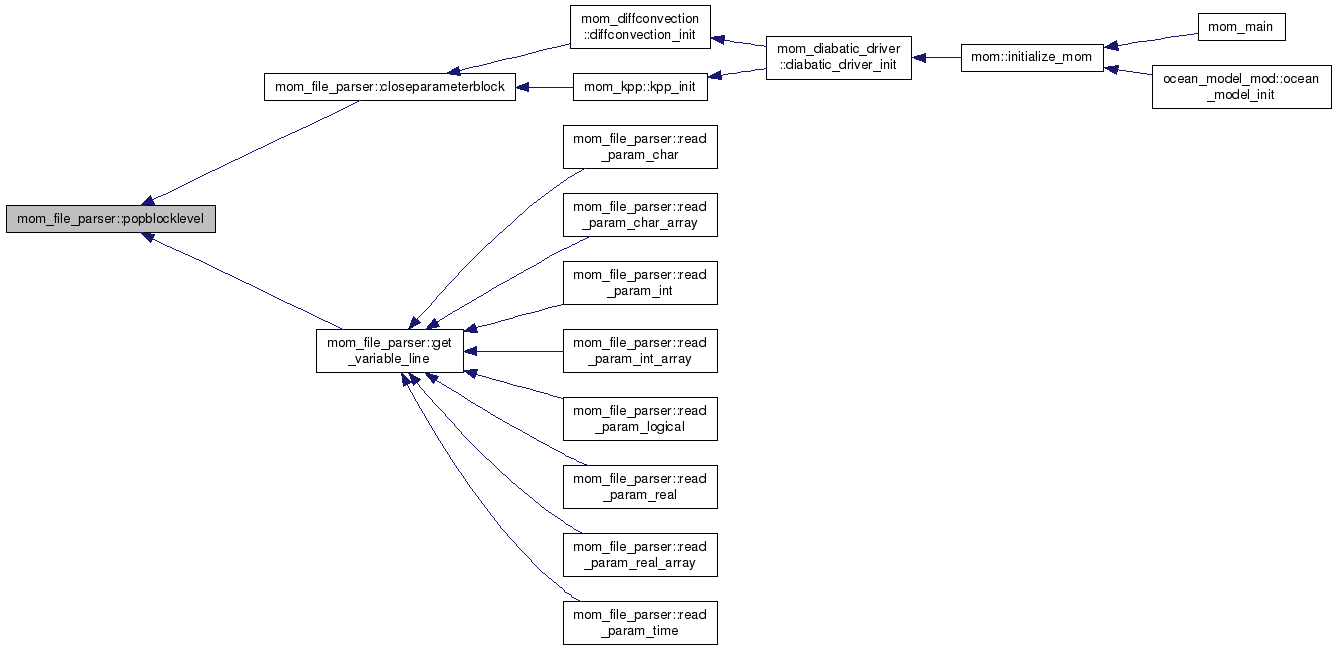 mom_diffconvection
::diffconvection_init
mom_main
mom_diabatic_driver
::diabatic_driver_init
mom::initialize_mom
mom_file_parser::closeparameterblock
mom_kpp::kpp_init
ocean_model_mod::ocean
_model_init
mom_file_parser::read
_param_char
mom_file_parser::popblocklevel
mom_file_parser::read
_param_char_array
mom_file_parser::read
_param_int
mom_file_parser::get
_variable_line
mom_file_parser::read
_param_int_array
mom_file_parser::read
_param_logical
mom_file_parser::read
_param_real
mom_file_parser::read
_param_real_array
mom_file_parser::read
_param_time